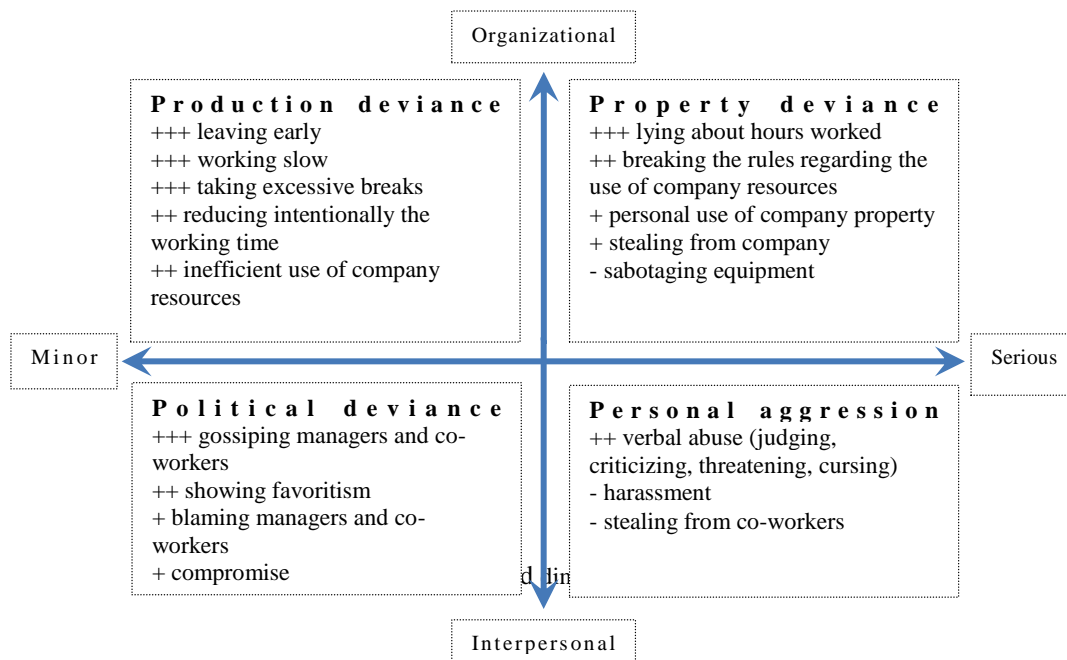 Organizational
Production deviance
+++ leaving early
+++ working slow
+++ taking excessive breaks
++ reducing intentionally the
working time
++ inefficient use of company
resources
Property deviance
+++ lying about hours worked
++ breaking the rules regarding the
use of company resources
+ personal use of company property
+ stealing from company
- sabotaging equipment
Minor
Serious
Political deviance
+++ gossiping managers and co-
workers
++ showing favoritism
+ blaming managers and co-
workers
+ compromise
Personal aggression
++ verbal abuse (judging,
criticizing, threatening, cursing)
- harassment
- stealing from co-workers
Interpersonal